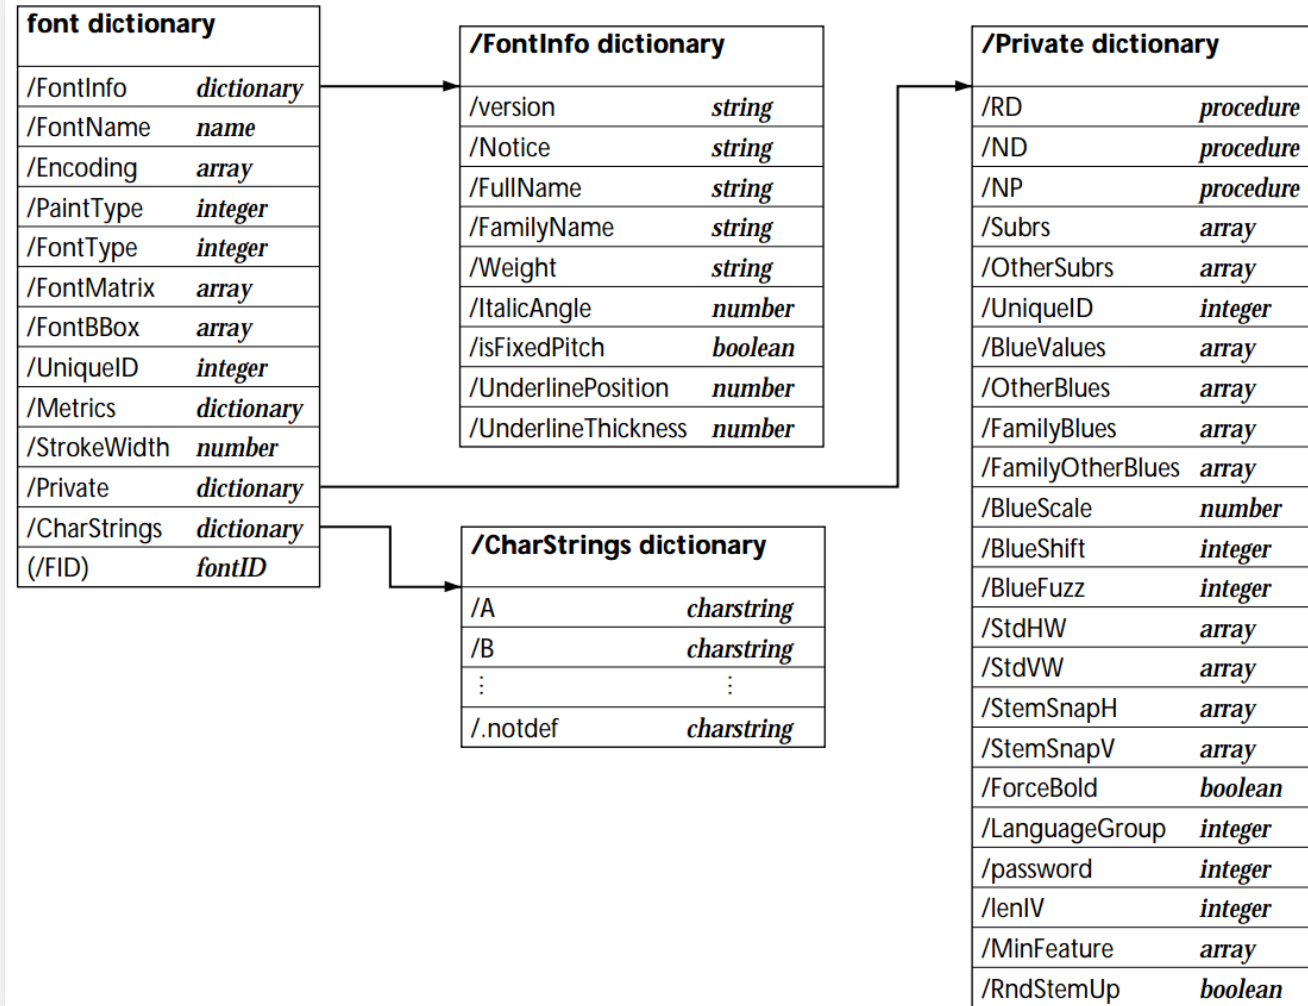 font dictionary
/FontInfo dictionary
/FontName name
/Encoding array
/PaintType integer
/FontType integer
/FontMatrix array
/FontBBox array
/UniqueID integer
/Metrics dictionary
/StrokeWidth number
/Private dictionary
/CharStrings dictionary
(/FID) fontID
/FontInfo dictionary
/version string
/Notice string
/FullName string
/FamilyName string
/Weight string
/ItalicAngle number
/isFixedPitch boolean
/UnderlinePosition number
/UnderlineThickness number
/CharStrings dictionary
/A charstring
/B charstring
⋮ ⋮
/.notdef charstring
/Private dictionary
/RD procedure
/ND procedure
/NP procedure
/Subrs array
/OtherSubrs array
/UniqueID integer
/BlueValues array
/OtherBlues array
/FamilyBlues array
/FamilyOtherBlues array
/BlueScale number
/BlueShift integer
/BlueFuzz integer
/StdHW array
/StdVW array
/StemSnapH array
/StemSnapV array
/ForceBold boolean
/LanguageGroup integer
/password integer
/lenIV integer
/MinFeature array
/RndStemUp boolean